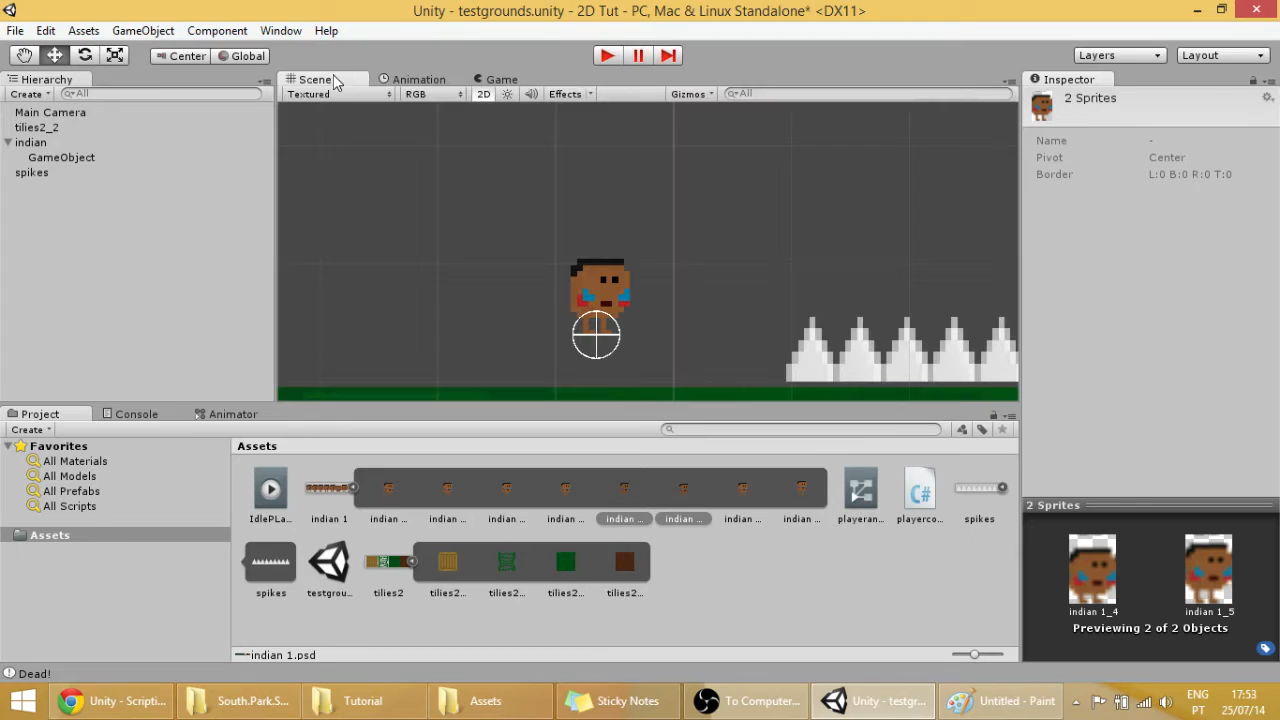 Unity - testgrounds.unity - 2D Tut - PC, Mac & Linux Standalone* <DX11>
File Edit Assets GameObject Component Window Help
Center Global Layers Layout
Hierarchy Scene Animation Game Inspector
Create All Textured RGB 2D Effects Gizmos All
2 Sprites
Main Camera
tilies2_2
indian
GameObject
spikes
Name -
Pivot Center
Border L:0 B:0 R:0 T:0
Project Console Animator
Create
Favorites
All Materials
All Models
All Prefabs
All Scripts
Assets
Assets
IdlePLa... indian 1 indian ... indian ... indian ... indian ... indian ... indian ... indian ... indian ... playeran... playerco... spikes
spikes testgrou... tilies2 tilies2... tilies2... tilies2... tilies2...
indian 1.psd
2 Sprites
indian 1_4 indian 1_5
Previewing 2 of 2 Objects
Dead!
Unity - Scripti... South.Park.S... Tutorial Assets Sticky Notes To Computer... Unity - testgr... Untitled - Paint
ENG 17:53
PT 25/07/14